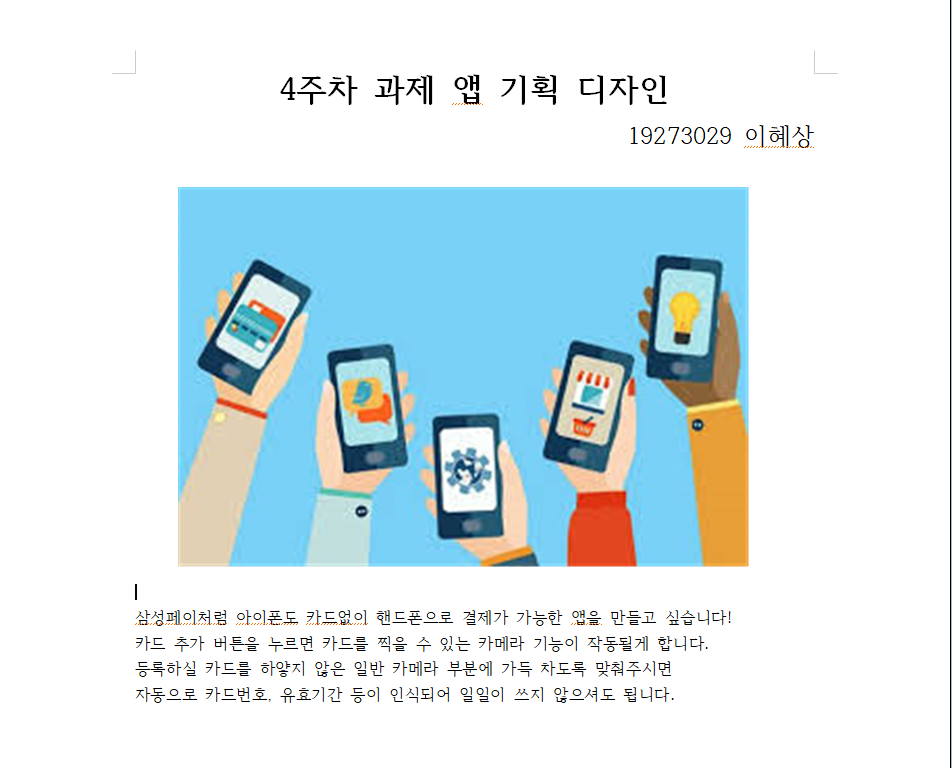 4주차 과제 앱 기획 디자인
19273029 이혜상
삼성페이처럼 아이폰도 카드없이 핸드폰으로 결제가 가능한 앱을 만들고 싶습니다!
카드 추가 버튼을 누르면 카드를 찍을 수 있는 카메라 기능이 작동될게 합니다.
등록하실 카드를 하얗지 않은 일반 카메라 부분에 가득 차도록 맞춰주시면
자동으로 카드번호, 유효기간 등이 인식되어 일일이 쓰지 않으셔도 됩니다.